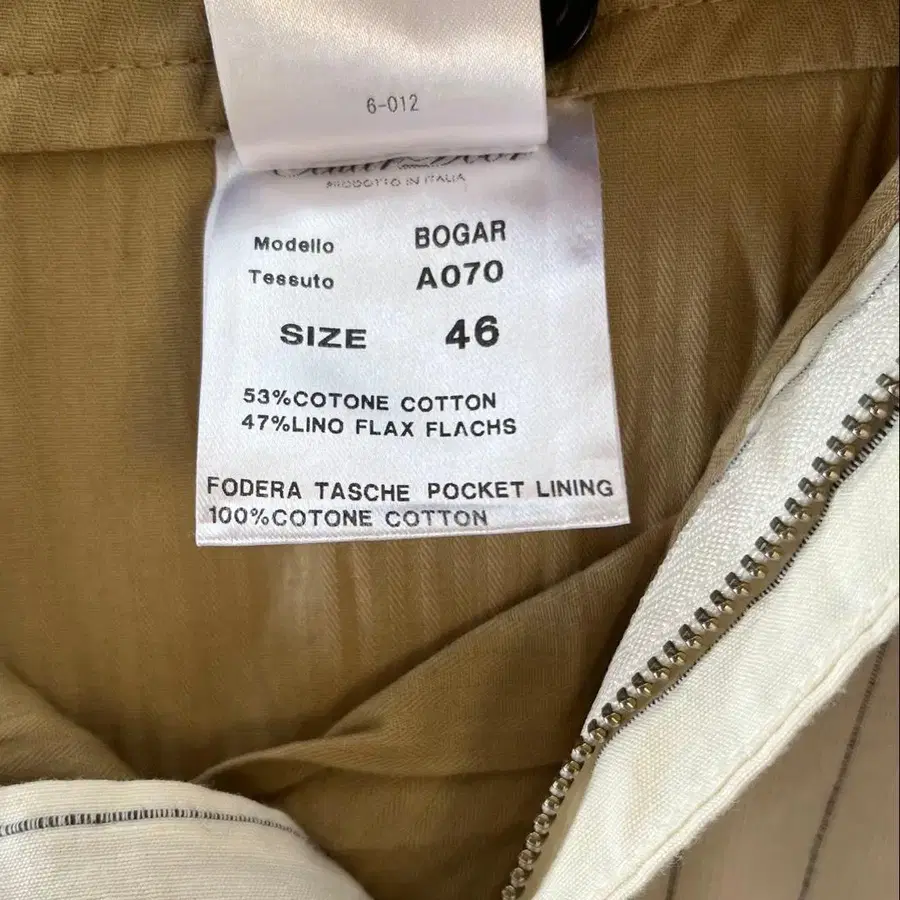 6-012
PRODOTTO IN ITALIA
Modello BOGAR
Tessuto A070
SIZE 46
53%COTONE COTTON
47%LINO FLAX FLACHS
FODERA TASCHE POCKET LINING
100%COTONE COTTON